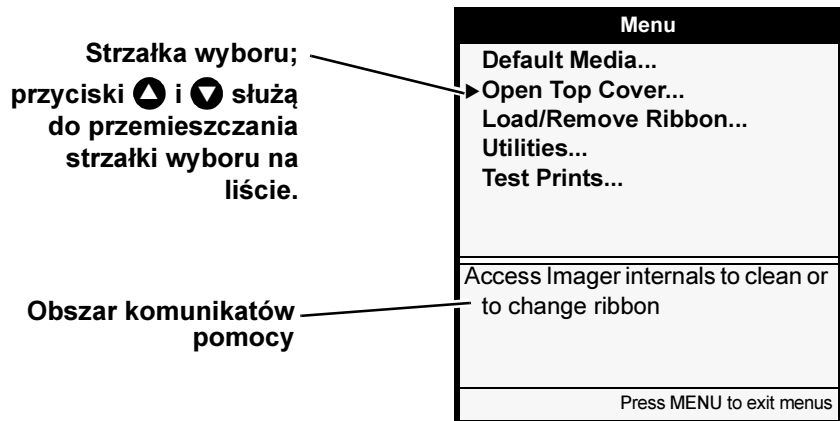 Strzałka wyboru;
przyciski i służą
do przemieszczania
strzałki wyboru na
liście.
Obszar komunikatów
pomocy
Menu
Default Media...
Open Top Cover...
Load/Remove Ribbon...
Utilities...
Test Prints...
Access Imager internals to clean or
to change ribbon
Press MENU to exit menus